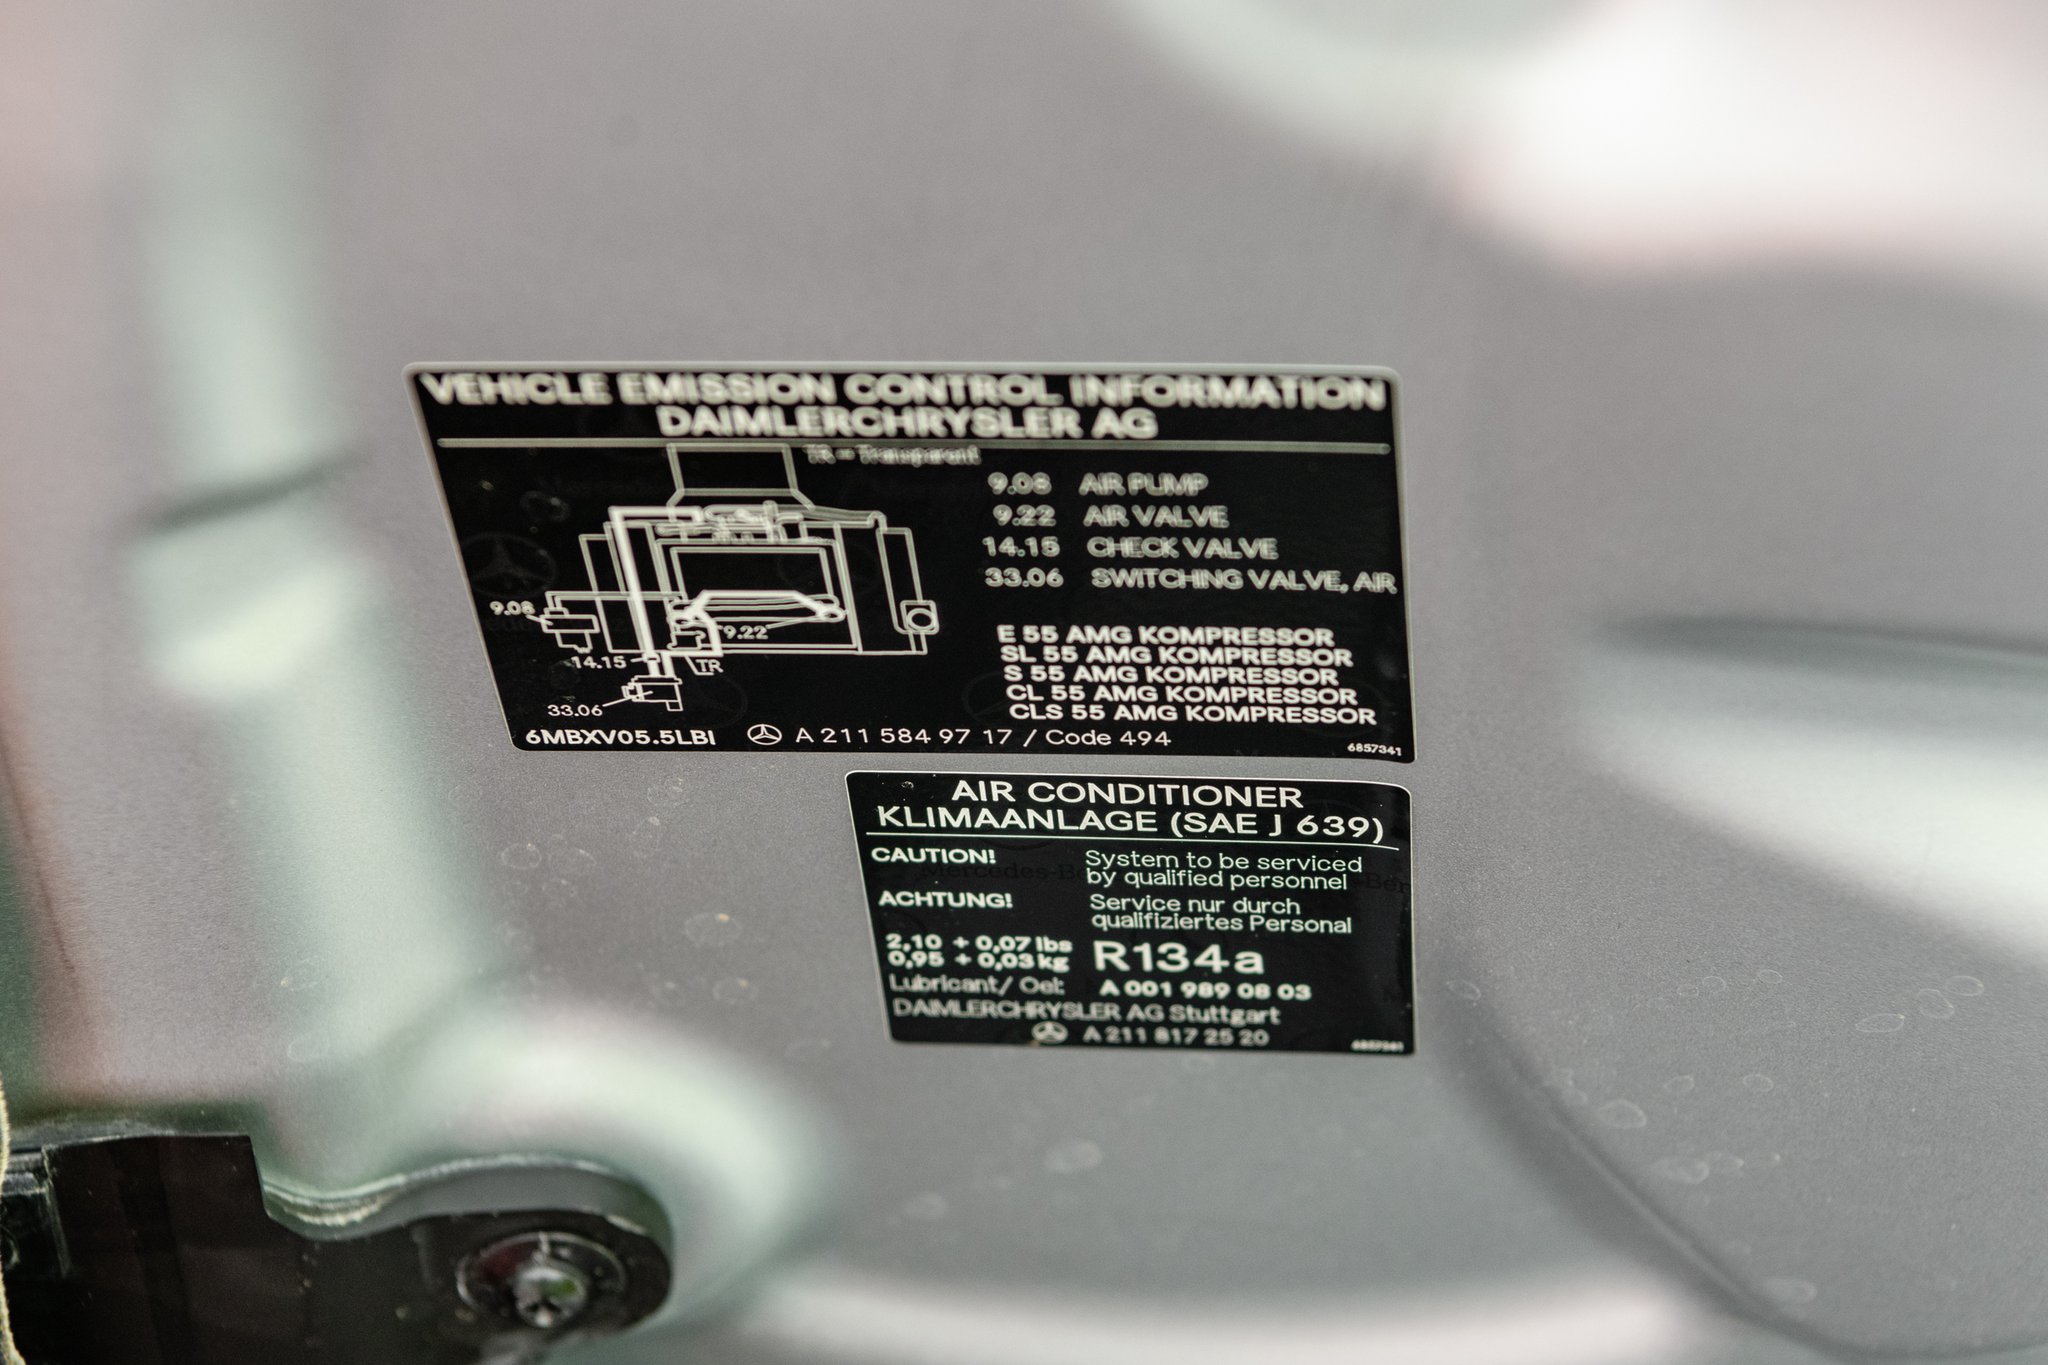 VEHICLE EMISSION CONTROL INFORMATION
DAIMLERCHRYSLER AG
TR = Transparent
9.08 AIR PUMP
9.22 AIR VALVE
14.15 CHECK VALVE
33.06 SWITCHING VALVE, AIR
9.08
9.22
14.15
TR
33.06
E 55 AMG KOMPRESSOR
SL 55 AMG KOMPRESSOR
S 55 AMG KOMPRESSOR
CL 55 AMG KOMPRESSOR
CLS 55 AMG KOMPRESSOR
6MBXV05.5LBI A 211 584 97 17 / Code 494
6857341
AIR CONDITIONER
KLIMAANLAGE (SAE J 639)
CAUTION! System to be serviced
by qualified personnel
ACHTUNG! Service nur durch
qualifiziertes Personal
2,10 + 0,07 lbs
0,95 + 0,03 kg R134a
Lubricant/ Oel: A 001 989 08 03
DAIMLERCHRYSLER AG Stuttgart
A 211 817 25 20
6857341